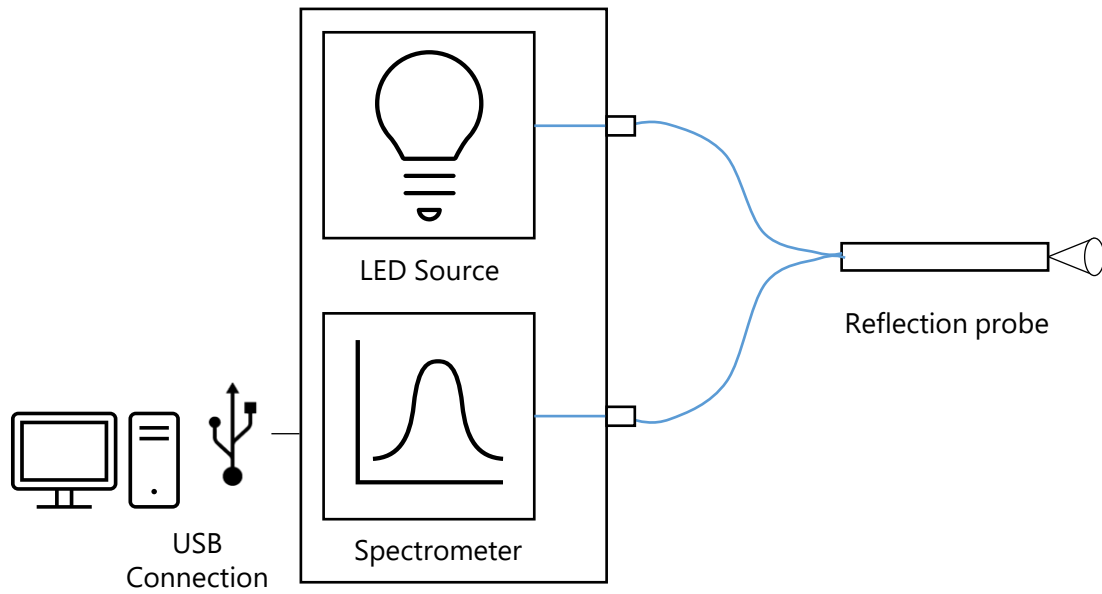 LED Source
Reflection probe
USB
Connection
Spectrometer